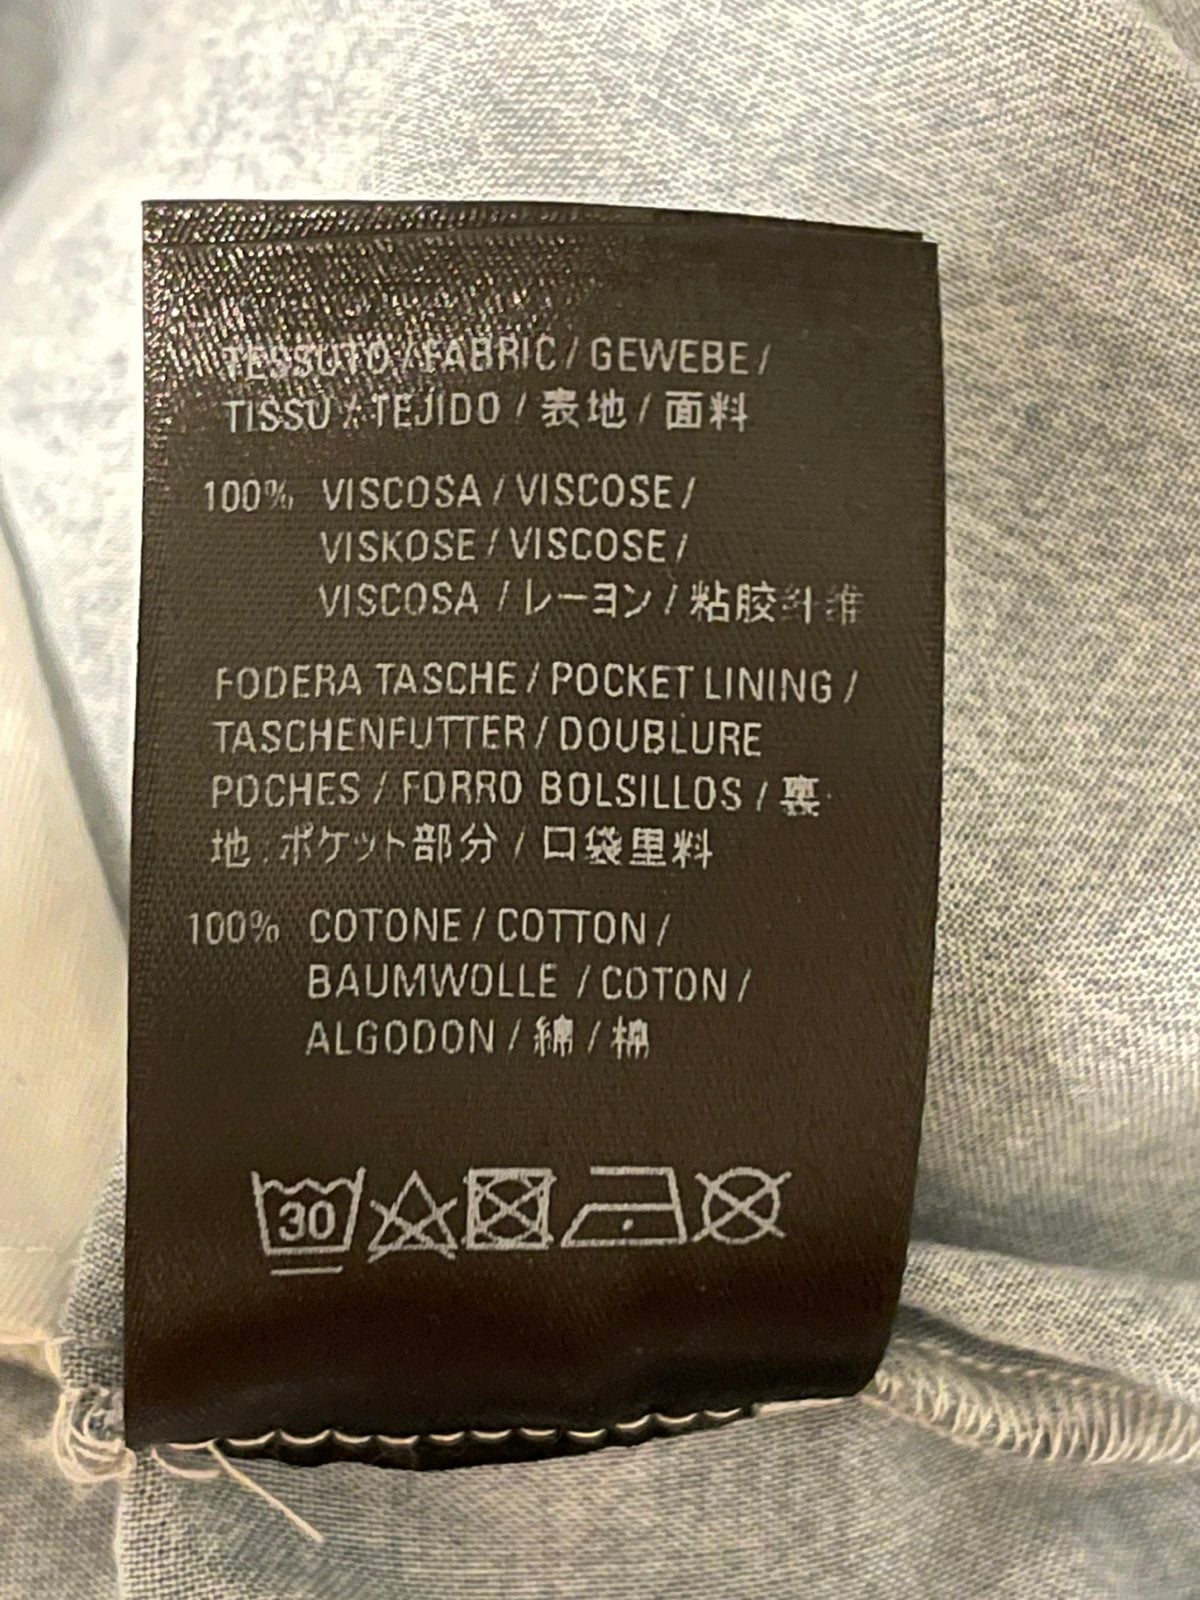 TESSUTO / FABRIC / GEWEBE /
TISSU / TEJIDO / 表地 / 面料
100% VISCOSA / VISCOSE /
VISKOSE / VISCOSE /
VISCOSA / レーヨン / 粘胶纤维
FODERA TASCHE / POCKET LINING /
TASCHENFUTTER / DOUBLURE
POCHES / FORRO BOLSILLOS / 裏
地:ポケット部分 / 口袋里料
100% COTONE / COTTON /
BAUMWOLLE / COTON /
ALGODON / 綿 / 棉
30